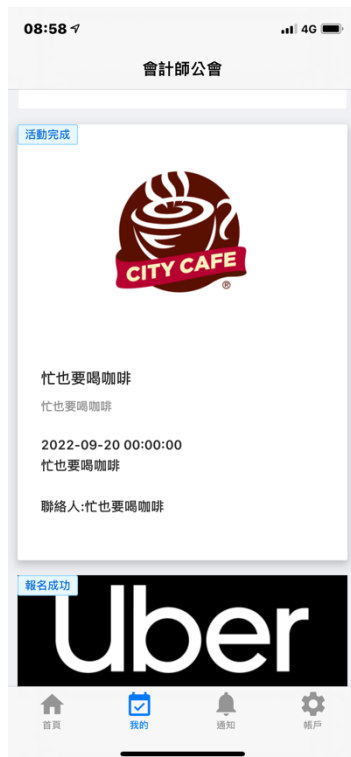 08:58
4G
會計師公會
活動完成
CITY CAFE
®
忙也要喝咖啡
忙也要喝咖啡
2022-09-20 00:00:00
忙也要喝咖啡
聯絡人:忙也要喝咖啡
報名成功
Uber
首頁
我的
通知
帳戶